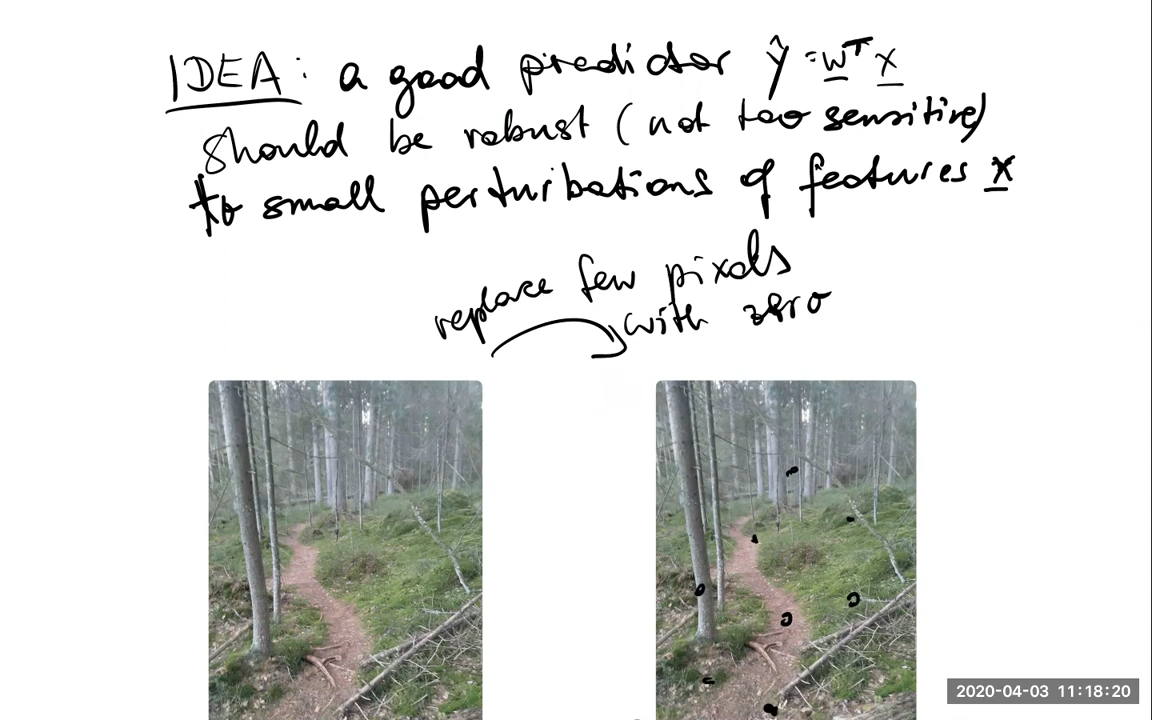 IDEA: a good predictor ŷ = w^T x
should be robust (not too sensitive)
to small perturbations of features x
replace few pixels
with zero
2020-04-03 11:18:20